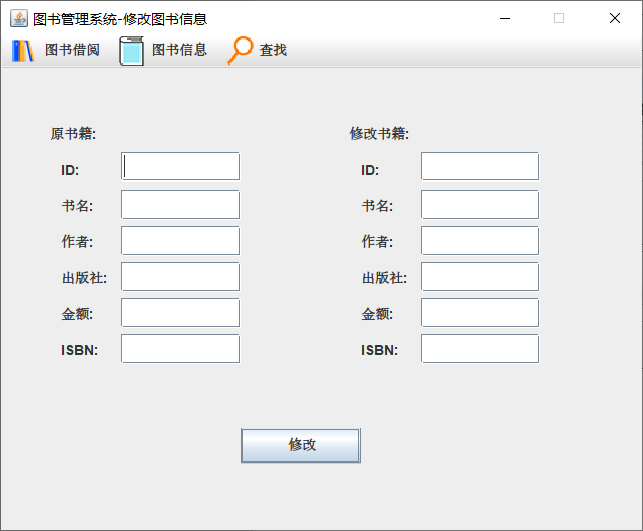 图书管理系统-修改图书信息
图书借阅 图书信息 查找
原书籍: 修改书籍:
ID: ID:
书名: 书名:
作者: 作者:
出版社: 出版社:
金额: 金额:
ISBN: ISBN:
修改